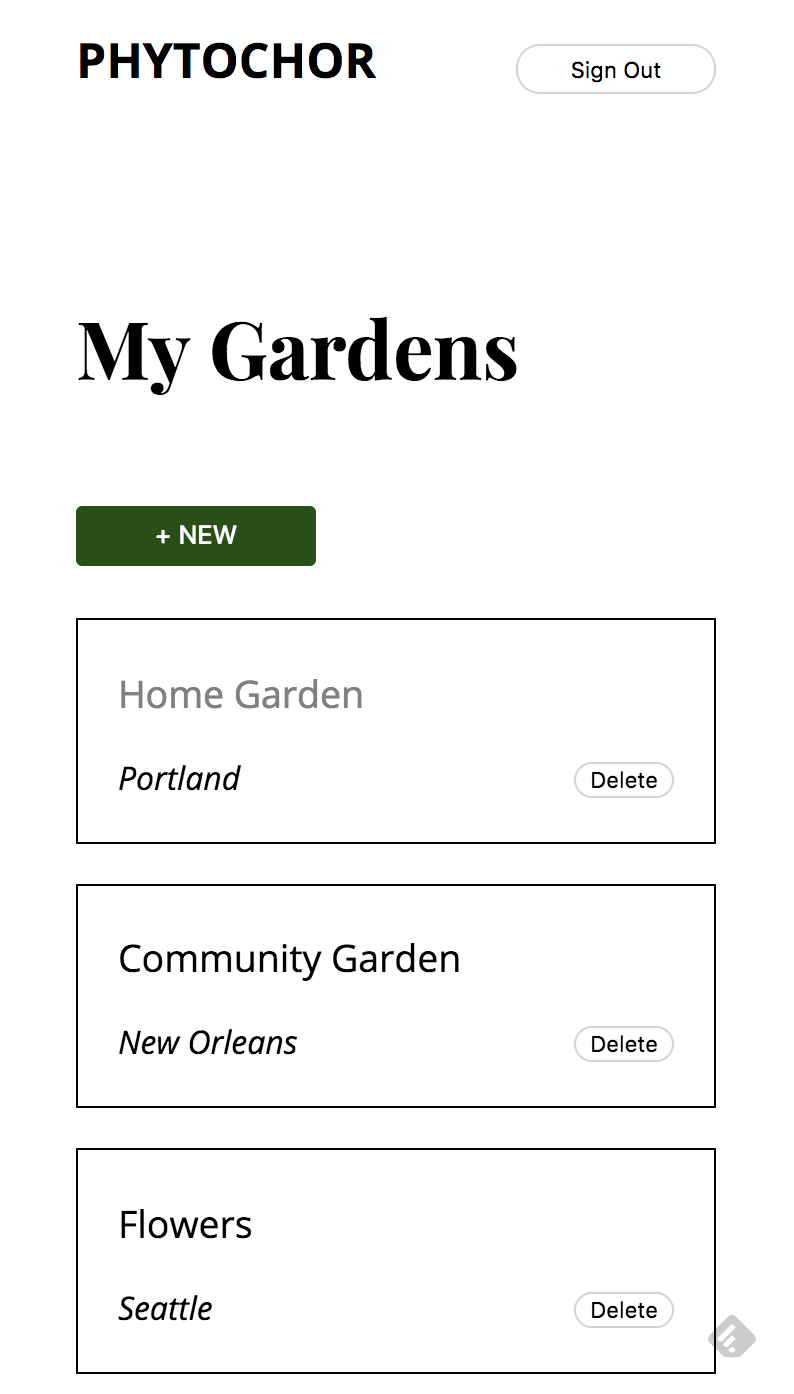 PHYTOCHOR
Sign Out
My Gardens
+ NEW
Home Garden
Portland
Delete
Community Garden
New Orleans
Delete
Flowers
Seattle
Delete